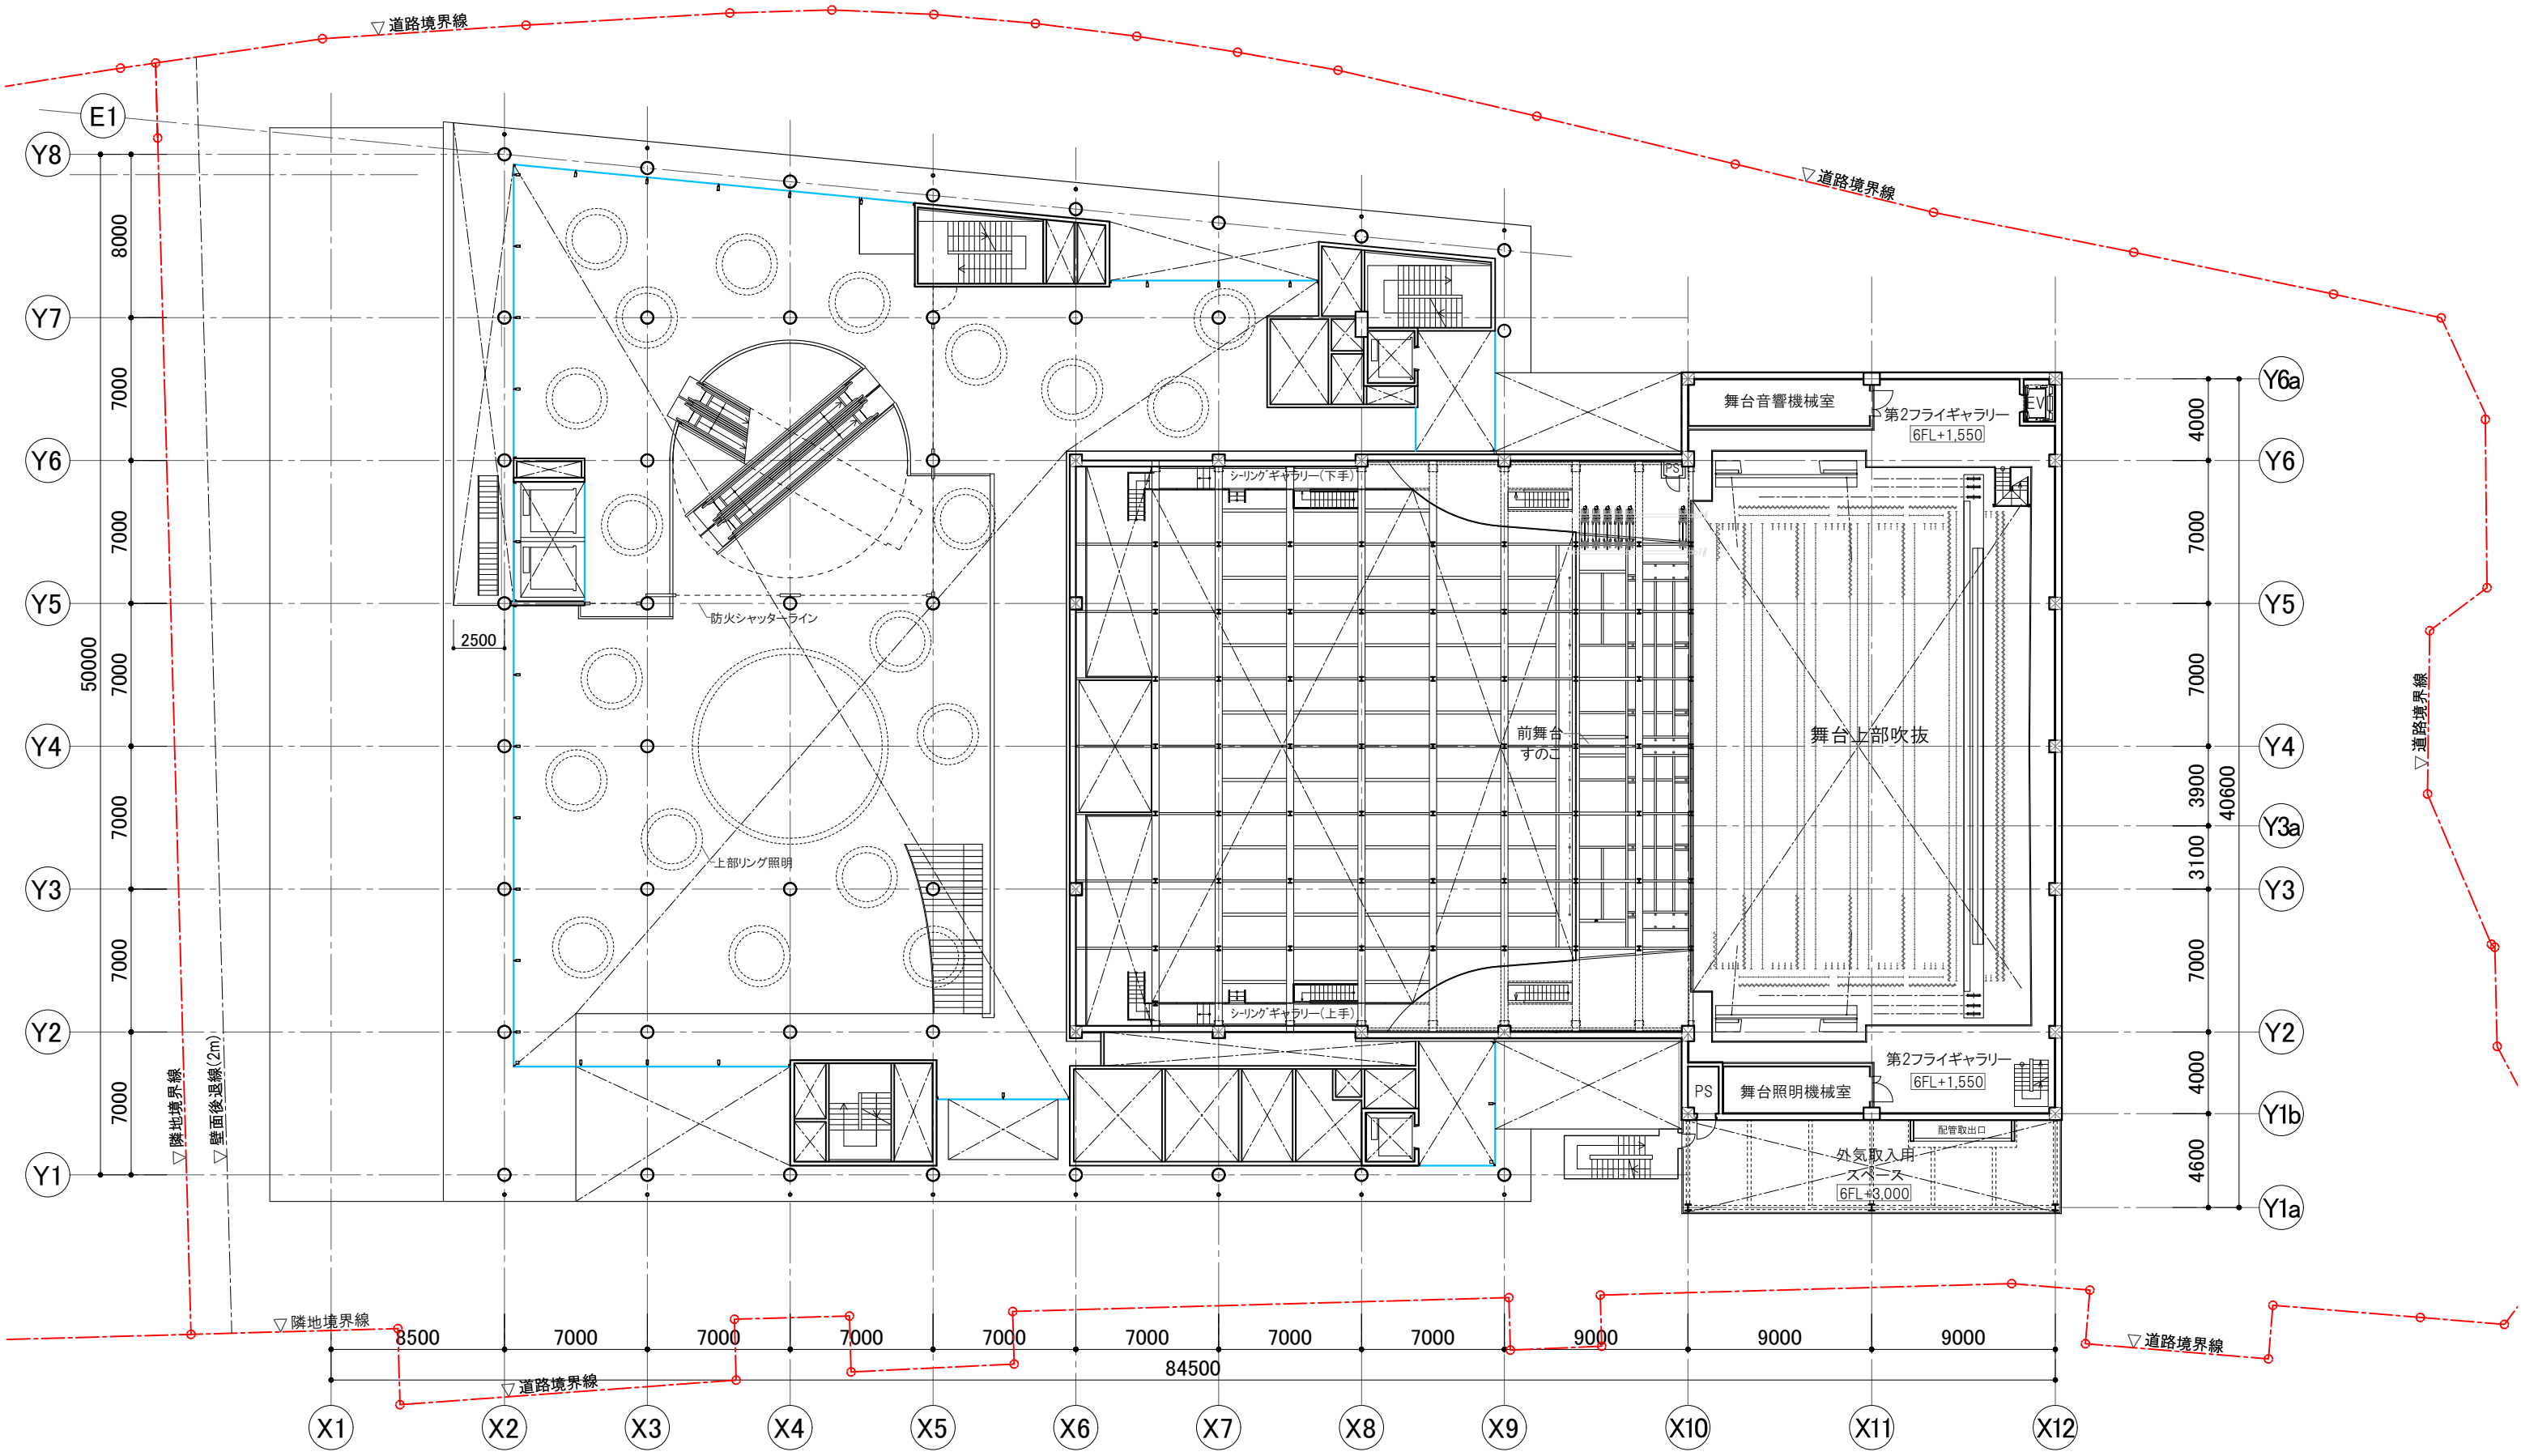 ▽ 道路境界線
▽ 道路境界線
E1
Y8
Y7
Y6
Y5
Y4
Y3
Y2
Y1
8000
7000
7000
7000
7000
7000
7000
50000
2500
舞台音響機械室
第2フライギャラリー
6FL+1,550
EV
PS
シーリングギャラリー(下手)
防火シャッターライン
前舞台
すのこ
舞台上部吹抜
上部リング照明
シーリングギャラリー(上手)
第2フライギャラリー
6FL+1,550
PS
舞台照明機械室
配管取出口
外気取入用
スペース
6FL+3,000
Y6a
Y6
Y5
Y4
Y3a
Y3
Y2
Y1b
Y1a
4000
7000
7000
3900
3100
7000
4000
4600
40600
▽ 道路境界線
▽ 隣地境界線
▽ 壁面後退線(2m)
▽ 隣地境界線
▽ 道路境界線
▽ 道路境界線
8500
7000
7000
7000
7000
7000
7000
7000
9000
9000
9000
84500
X1
X2
X3
X4
X5
X6
X7
X8
X9
X10
X11
X12